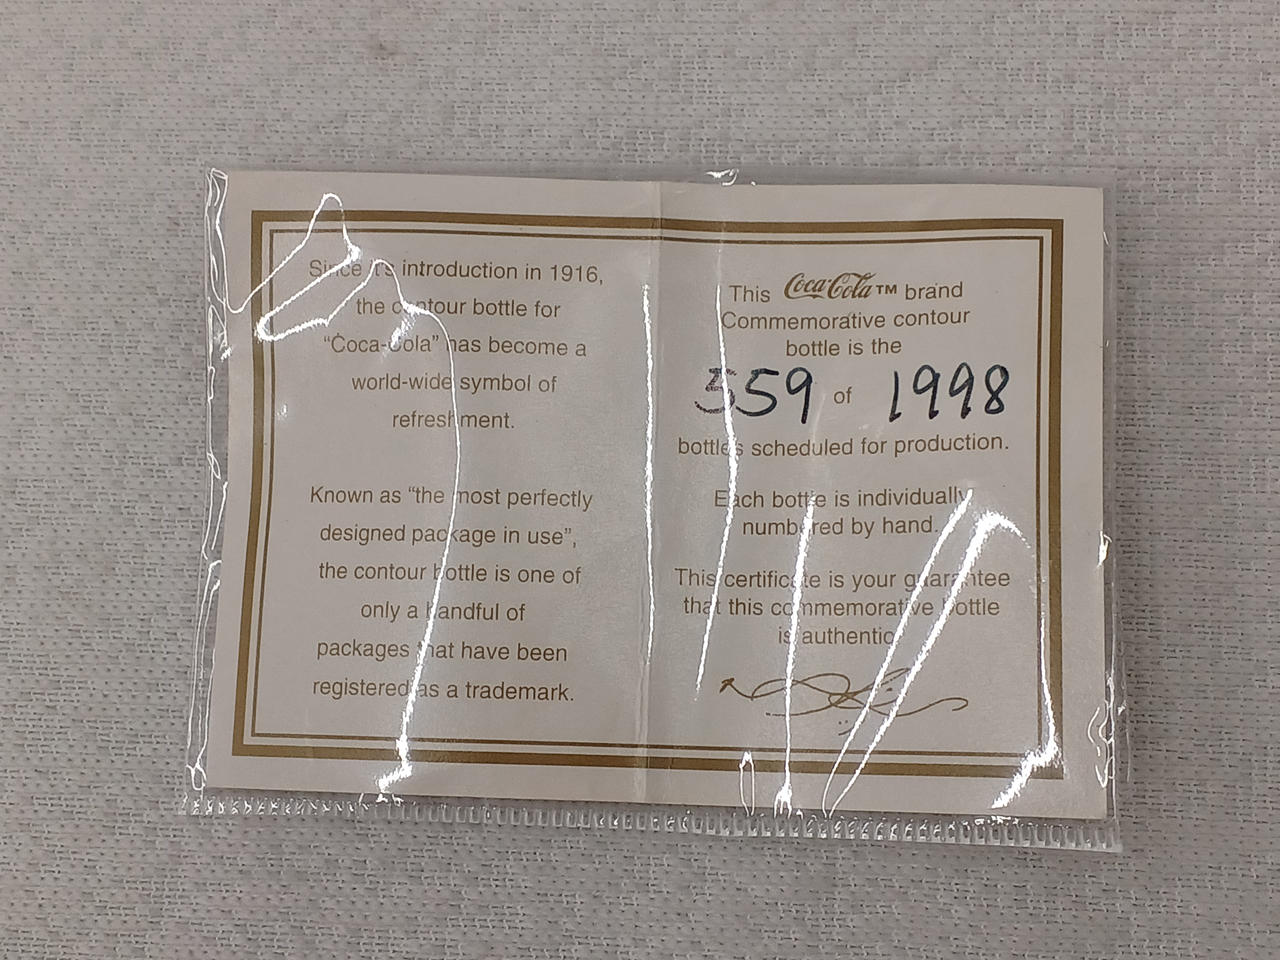 Since it's introduction in 1916,
the contour bottle for
“Coca-Cola” has become a
world-wide symbol of
refreshment.
Known as “the most perfectly
designed package in use”,
the contour bottle is one of
only a handful of
packages that have been
registered as a trademark.
This Coca-Cola™ brand
Commemorative contour
bottle is the
559 of 1998
bottles scheduled for production.
Each bottle is individually
numbered by hand.
This certificate is your guarantee
that this commemorative bottle
is authentic